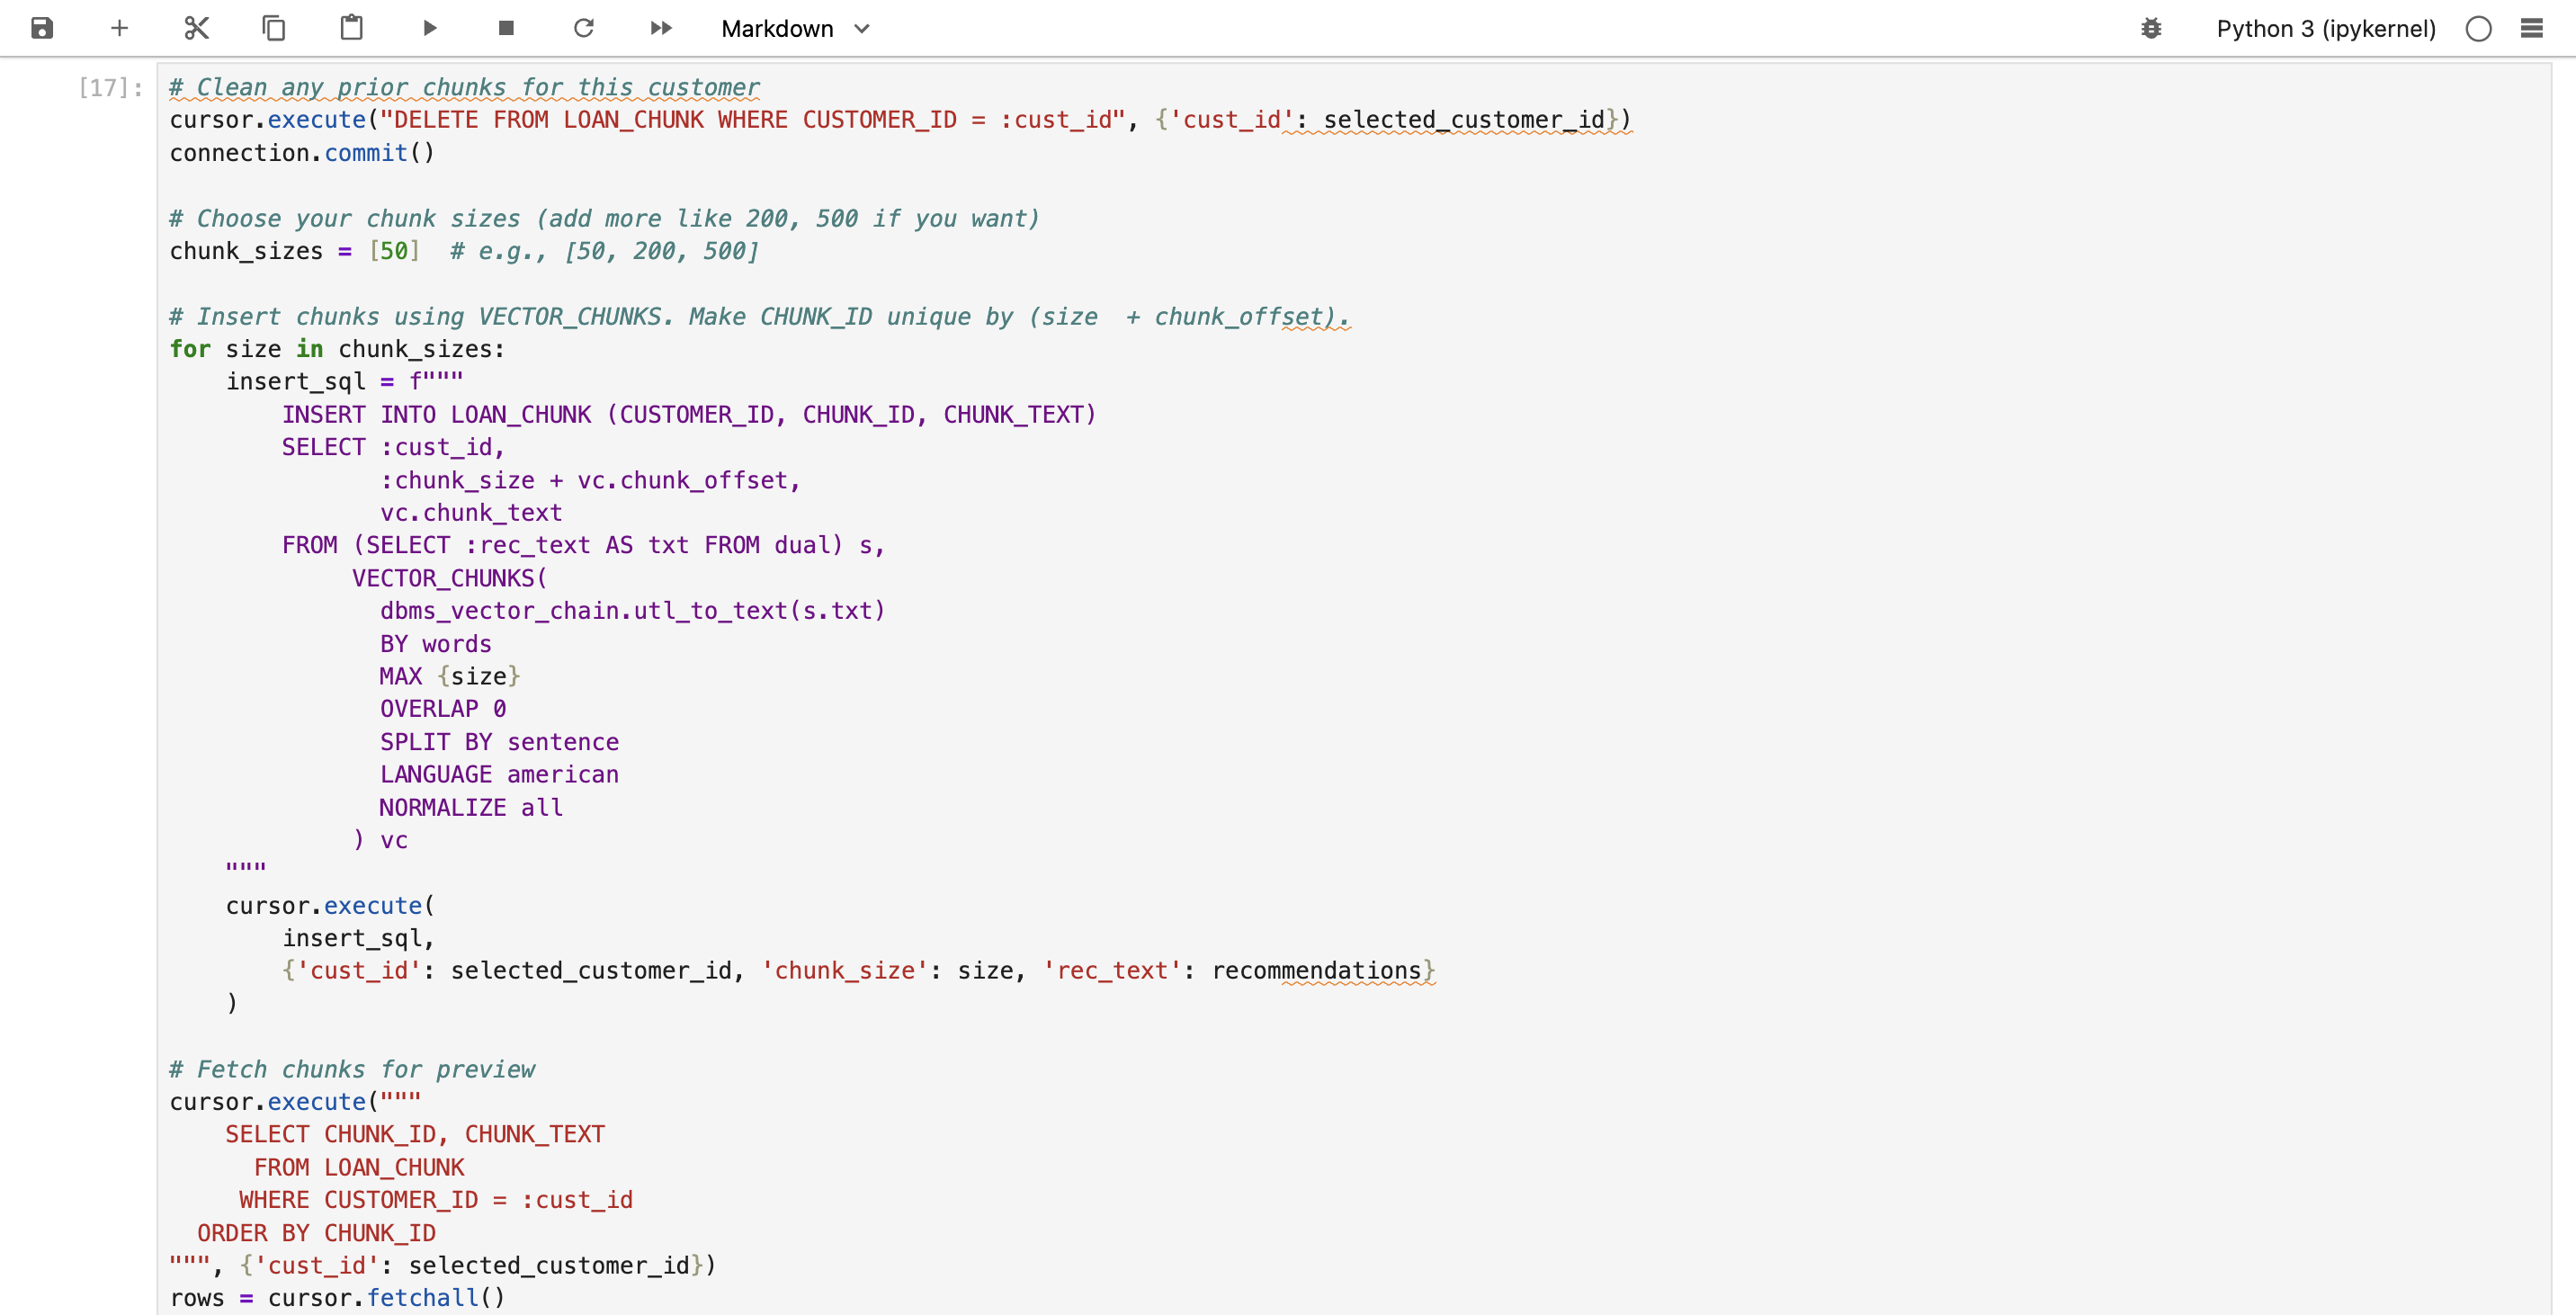 Markdown
Python 3 (ipykernel)
[17]:
# Clean any prior chunks for this customer
cursor.execute("DELETE FROM LOAN_CHUNK WHERE CUSTOMER_ID = :cust_id", {'cust_id': selected_customer_id})
connection.commit()

# Choose your chunk sizes (add more like 200, 500 if you want)
chunk_sizes = [50]  # e.g., [50, 200, 500]

# Insert chunks using VECTOR_CHUNKS. Make CHUNK_ID unique by (size  + chunk_offset).
for size in chunk_sizes:
    insert_sql = f"""
        INSERT INTO LOAN_CHUNK (CUSTOMER_ID, CHUNK_ID, CHUNK_TEXT)
        SELECT :cust_id,
               :chunk_size + vc.chunk_offset,
               vc.chunk_text
        FROM (SELECT :rec_text AS txt FROM dual) s,
             VECTOR_CHUNKS(
               dbms_vector_chain.utl_to_text(s.txt)
               BY words
               MAX {size}
               OVERLAP 0
               SPLIT BY sentence
               LANGUAGE american
               NORMALIZE all
             ) vc
    """
    cursor.execute(
        insert_sql,
        {'cust_id': selected_customer_id, 'chunk_size': size, 'rec_text': recommendations}
    )

# Fetch chunks for preview
cursor.execute("""
    SELECT CHUNK_ID, CHUNK_TEXT
      FROM LOAN_CHUNK
     WHERE CUSTOMER_ID = :cust_id
  ORDER BY CHUNK_ID
""", {'cust_id': selected_customer_id})
rows = cursor.fetchall()